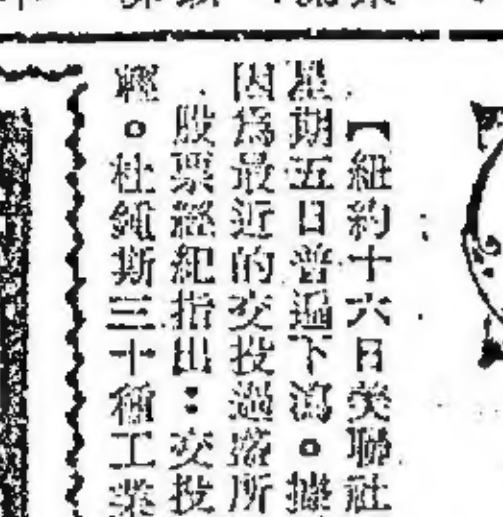 【紐約十六日美聯社
星期五日普遍下瀉。據
因為最近的交投過落所
股票經紀指出：交投
輕。杜鈍斯三十種工業